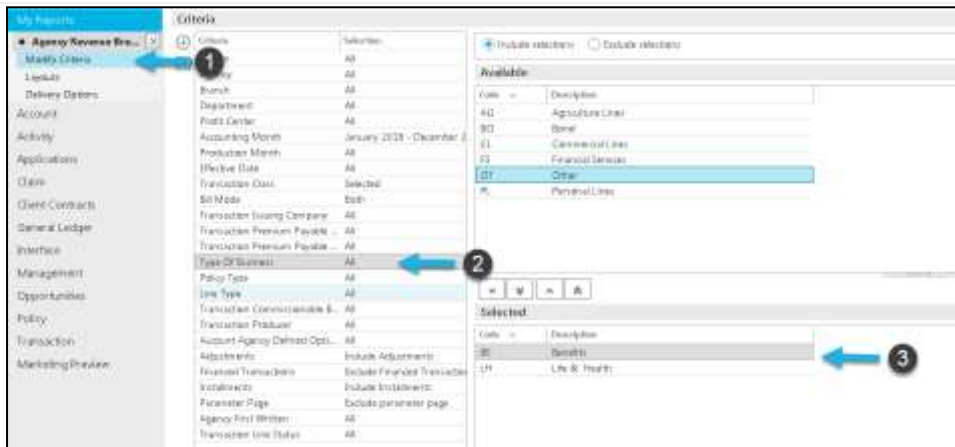 My Reports
Agency Revenue Bro...
Modify Criteria
Layouts
Delivery Options
Account
Activity
Applications
Claim
Client Contracts
General Ledger
Interface
Management
Opportunities
Policy
Transaction
Marketing Preview
1
Criteria
Criteria Selection
All
All
Branch All
Department All
Profit Center All
Accounting Month January 2018 - December 2
Production Month All
Effective Date All
Transaction Class Selected
Bill Mode Both
Transaction Issuing Company All
Transaction Premium Payable ... All
Transaction Premium Payable ... All
Type Of Business All
2
Policy Type All
Line Type All
Transaction Commissionable B... All
Transaction Producer All
Account Agency Defined Opti... All
Adjustments Include Adjustments
Financed Transactions Exclude Financed Transaction
Installments Include Installments
Parameter Page Exclude parameter page
Agency First Written All
Transaction Line Status All
Include selections Exclude selections
Available
Code Description
AG Agriculture Lines
BO Bond
CL Commercial Lines
FS Financial Services
OT Other
PL Personal Lines
Selected
Code Description
BE Benefits
3
LH Life & Health